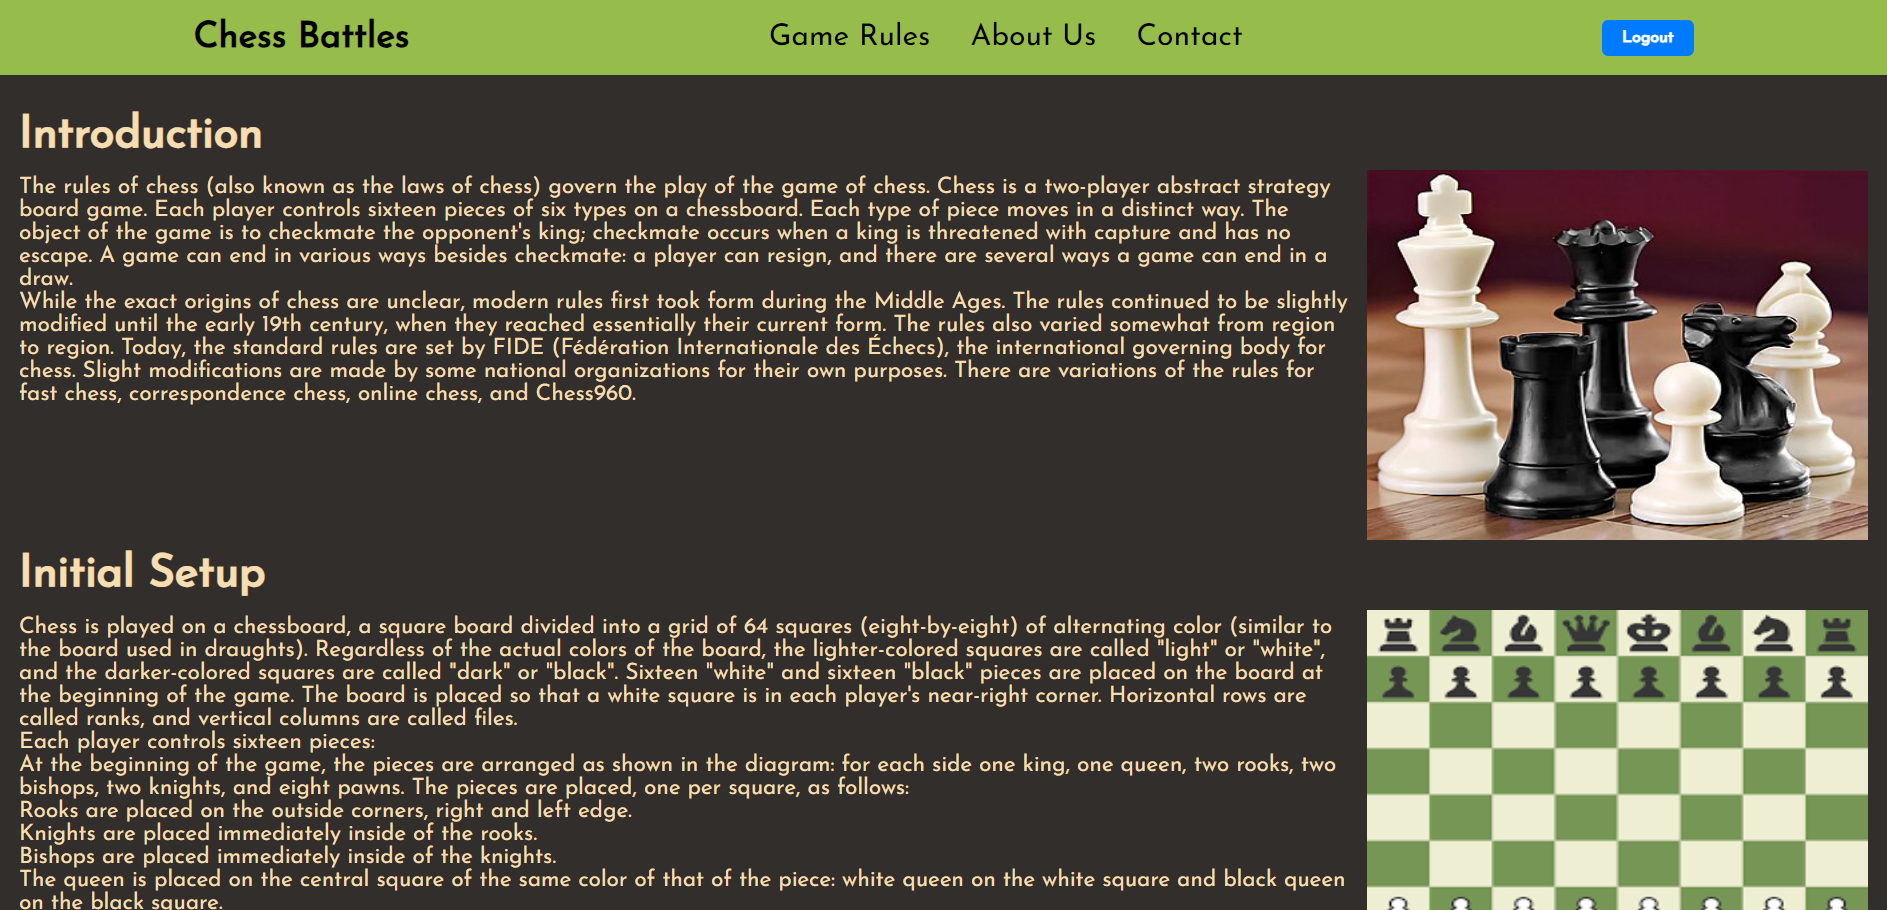 Chess Battles
Game Rules
About Us
Contact
Logout
Introduction
The rules of chess (also known as the laws of chess) govern the play of the game of chess. Chess is a two-player abstract strategy
board game. Each player controls sixteen pieces of six types on a chessboard. Each type of piece moves in a distinct way. The
object of the game is to checkmate the opponent's king; checkmate occurs when a king is threatened with capture and has no
escape. A game can end in various ways besides checkmate: a player can resign, and there are several ways a game can end in a
draw.
While the exact origins of chess are unclear, modern rules first took form during the Middle Ages. The rules continued to be slightly
modified until the early 19th century, when they reached essentially their current form. The rules also varied somewhat from region
to region. Today, the standard rules are set by FIDE (Fédération Internationale des Échecs), the international governing body for
chess. Slight modifications are made by some national organizations for their own purposes. There are variations of the rules for
fast chess, correspondence chess, online chess, and Chess960.
Initial Setup
Chess is played on a chessboard, a square board divided into a grid of 64 squares (eight-by-eight) of alternating color (similar to
the board used in draughts). Regardless of the actual colors of the board, the lighter-colored squares are called "light" or "white",
and the darker-colored squares are called "dark" or "black". Sixteen "white" and sixteen "black" pieces are placed on the board at
the beginning of the game. The board is placed so that a white square is in each player's near-right corner. Horizontal rows are
called ranks, and vertical columns are called files.
Each player controls sixteen pieces:
At the beginning of the game, the pieces are arranged as shown in the diagram: for each side one king, one queen, two rooks, two
bishops, two knights, and eight pawns. The pieces are placed, one per square, as follows:
Rooks are placed on the outside corners, right and left edge.
Knights are placed immediately inside of the rooks.
Bishops are placed immediately inside of the knights.
The queen is placed on the central square of the same color of that of the piece: white queen on the white square and black queen
on the black square.